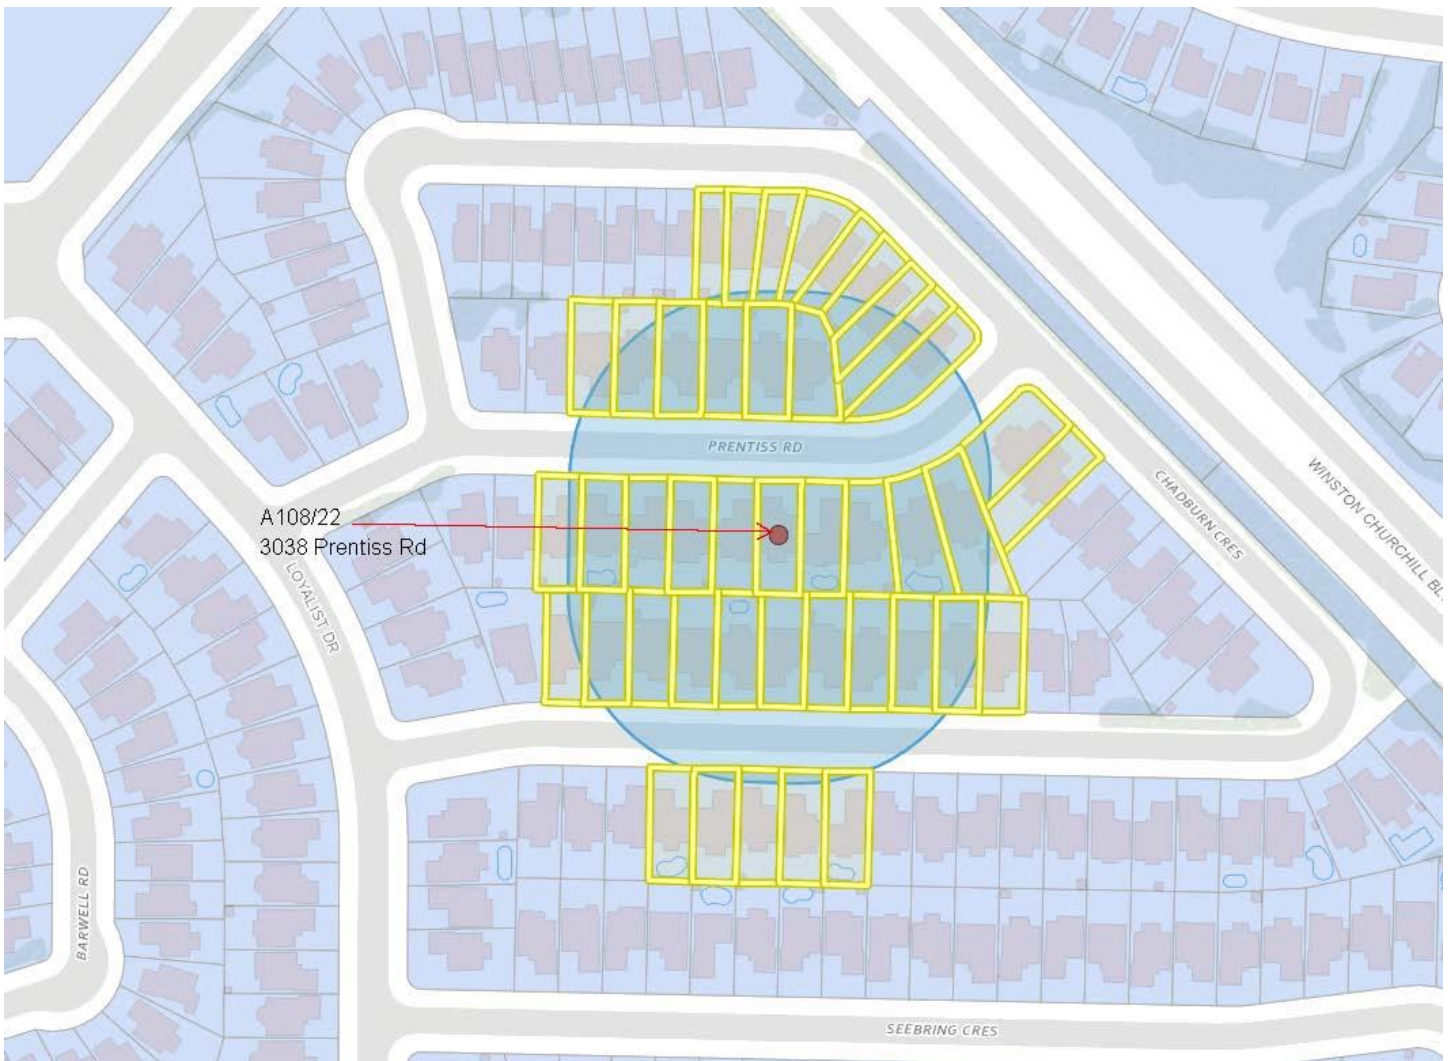 PRENTISS RD
A108/22
3038 Prentiss Rd
CHADBURN CRES
WINSTON CHURCHILL BL
LOYALIST DR
BARWELL RD
SEEBRING CRES